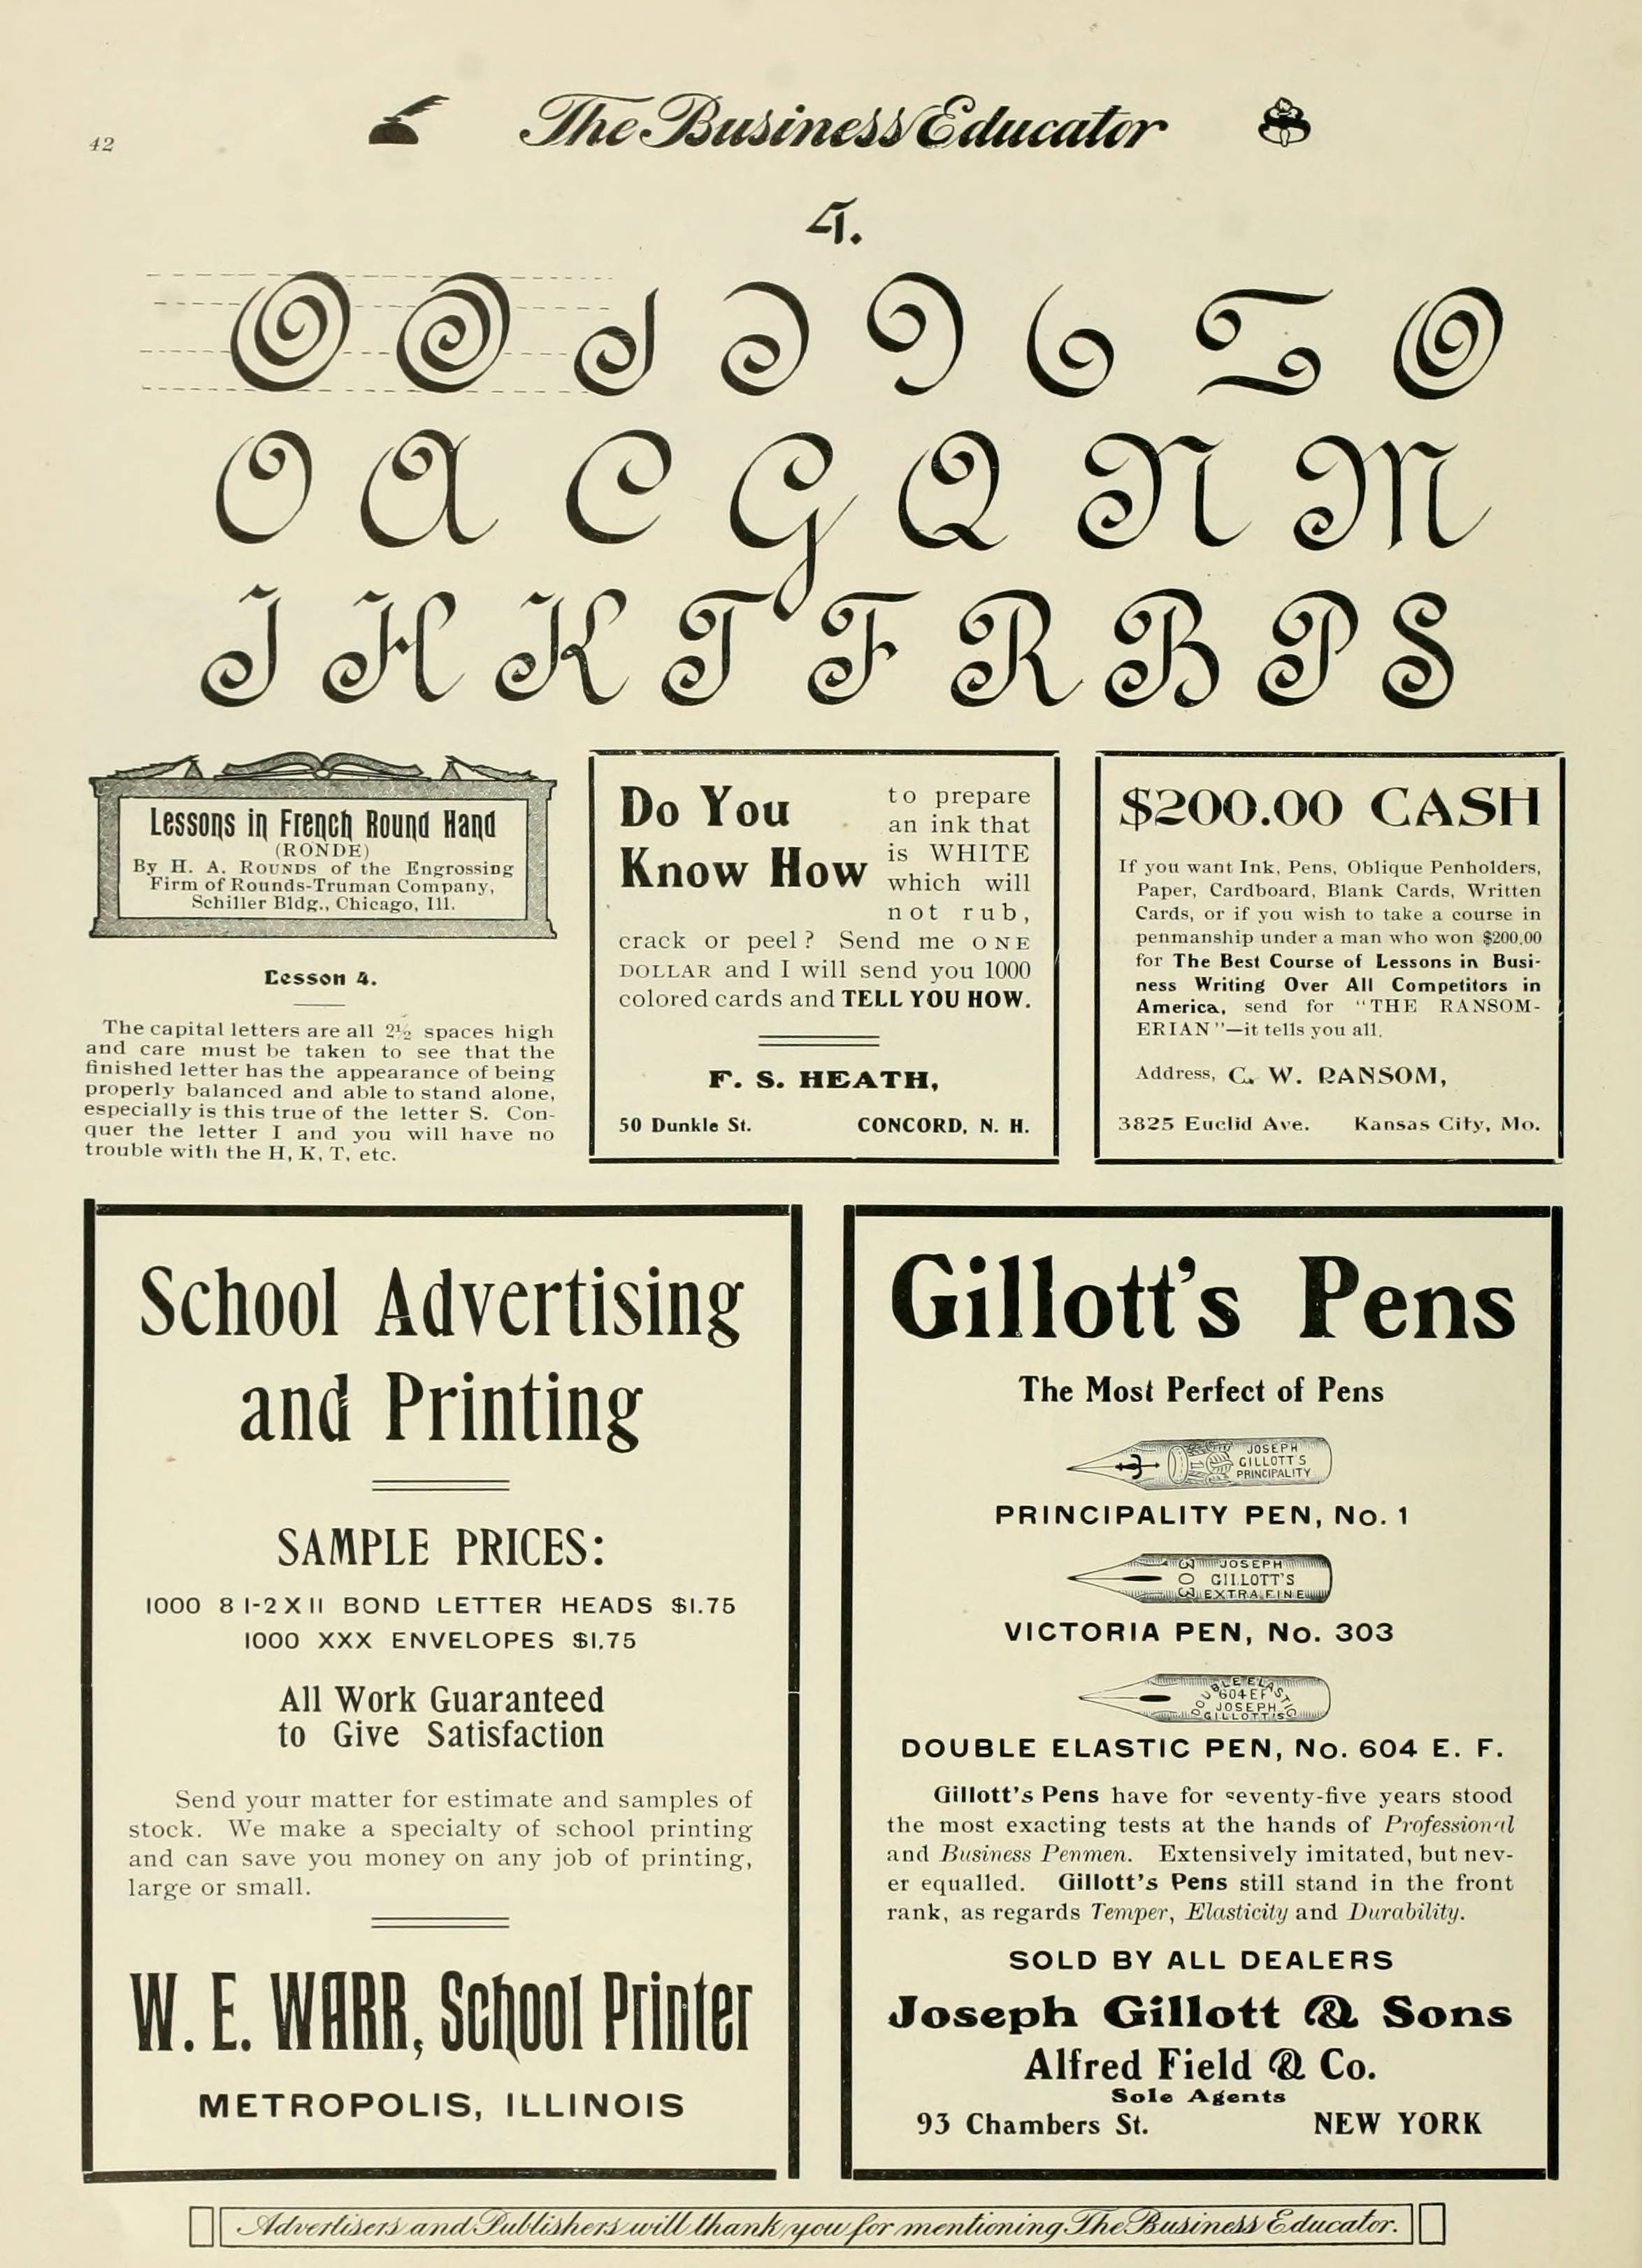 42
The Business Educator
4.
O A C G Q N M
J H K T F R B P S
Lessons in French Round Hand
(RONDE)
By H. A. ROUNDS of the Engrossing
Firm of Rounds-Truman Company,
Schiller Bldg., Chicago, Ill.
Lesson 4.
The capital letters are all 2½ spaces high
and care must be taken to see that the
finished letter has the appearance of being
properly balanced and able to stand alone,
especially is this true of the letter S. Con-
quer the letter I and you will have no
trouble with the H, K, T, etc.
Do You
Know How
to prepare
an ink that
is WHITE
which will
not rub,
crack or peel? Send me ONE
DOLLAR and I will send you 1000
colored cards and TELL YOU HOW.
F. S. HEATH,
50 Dunkle St. CONCORD, N. H.
$200.00 CASH
If you want Ink, Pens, Oblique Penholders,
Paper, Cardboard, Blank Cards, Written
Cards, or if you wish to take a course in
penmanship under a man who won $200.00
for The Best Course of Lessons in Busi-
ness Writing Over All Competitors in
America, send for "THE RANSOM-
ERIAN"—it tells you all.
Address, C. W. RANSOM,
3825 Euclid Ave. Kansas City, Mo.
School Advertising
and Printing
SAMPLE PRICES:
1000 8 1-2 X 11 BOND LETTER HEADS $1.75
1000 XXX ENVELOPES $1.75
All Work Guaranteed
to Give Satisfaction
Send your matter for estimate and samples of
stock. We make a specialty of school printing
and can save you money on any job of printing,
large or small.
W. E. WARR, School Printer
METROPOLIS, ILLINOIS
Gillott's Pens
The Most Perfect of Pens
JOSEPH
GILLOTT'S
PRINCIPALITY
PRINCIPALITY PEN, No. 1
303
JOSEPH
GILLOTT'S
EXTRA FINE
VICTORIA PEN, No. 303
DOUBLE ELASTIC
604 EF
JOSEPH
GILLOTT'S
DOUBLE ELASTIC PEN, No. 604 E. F.
Gillott's Pens have for seventy-five years stood
the most exacting tests at the hands of Professional
and Business Penmen. Extensively imitated, but nev-
er equalled. Gillott's Pens still stand in the front
rank, as regards Temper, Elasticity and Durability.
SOLD BY ALL DEALERS
Joseph Gillott & Sons
Alfred Field & Co.
Sole Agents
93 Chambers St. NEW YORK
Advertisers and Publishers will thank you for mentioning The Business Educator.